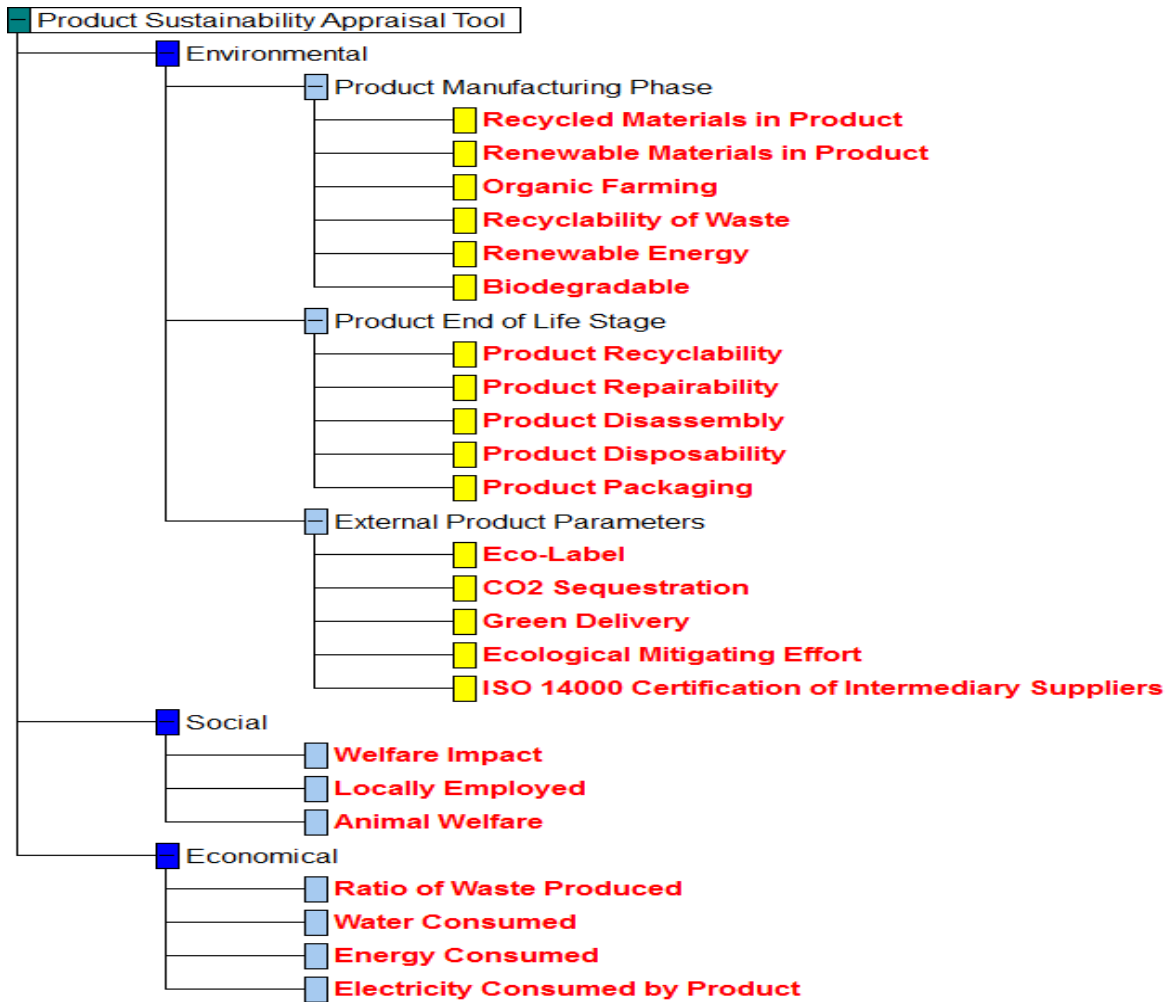 Product Sustainability Appraisal Tool
Environmental
Product Manufacturing Phase
Recycled Materials in Product
Renewable Materials in Product
Organic Farming
Recyclability of Waste
Renewable Energy
Biodegradable
Product End of Life Stage
Product Recyclability
Product Repairability
Product Disassembly
Product Disposability
Product Packaging
External Product Parameters
Eco-Label
CO2 Sequestration
Green Delivery
Ecological Mitigating Effort
ISO 14000 Certification of Intermediary Suppliers
Social
Welfare Impact
Locally Employed
Animal Welfare
Economical
Ratio of Waste Produced
Water Consumed
Energy Consumed
Electricity Consumed by Product